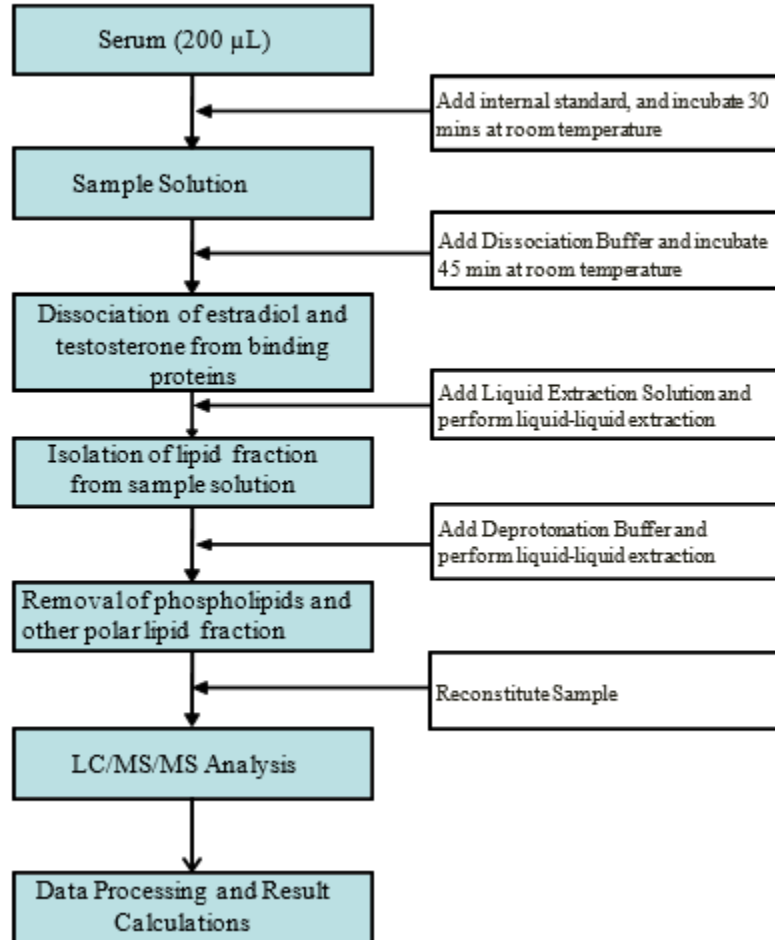 Serum (200 µL)
Add internal standard, and incubate 30
mins at room temperature
Sample Solution
Add Dissociation Buffer and incubate
45 min at room temperature
Dissociation of estradiol and
testosterone from binding
proteins
Add Liquid Extraction Solution and
perform liquid-liquid extraction
Isolation of lipid fraction
from sample solution
Add Deprotonation Buffer and
perform liquid-liquid extraction
Removal of phospholipids and
other polar lipid fraction
Reconstitute Sample
LC/MS/MS Analysis
Data Processing and Result
Calculations